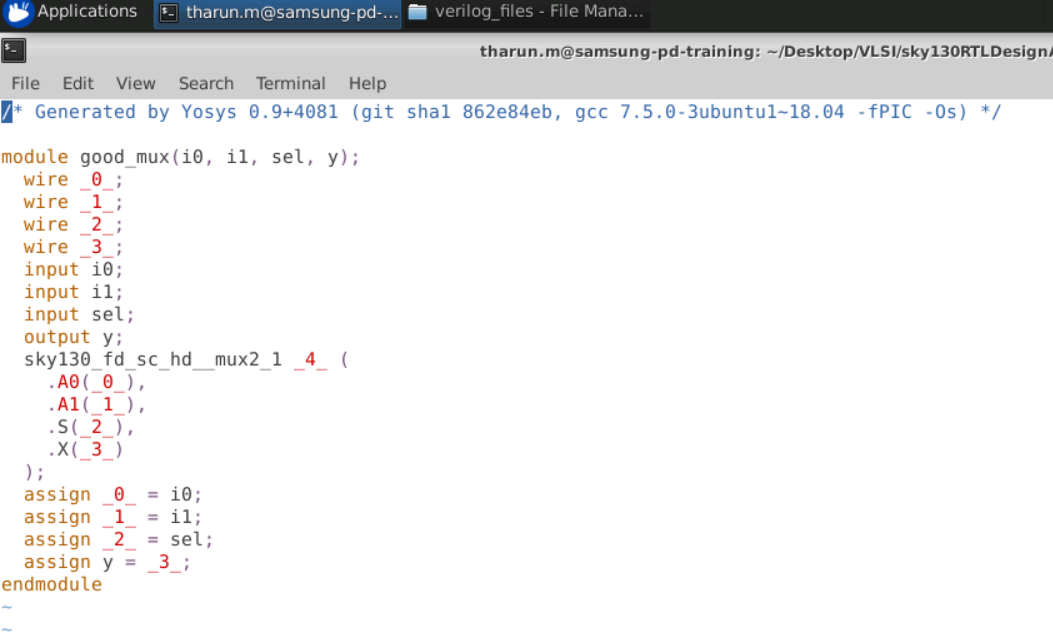 Applications tharun.m@samsung-pd-... verilog_files - File Mana...
tharun.m@samsung-pd-training: ~/Desktop/VLSI/sky130RTLDesignA
File Edit View Search Terminal Help
/* Generated by Yosys 0.9+4081 (git sha1 862e84eb, gcc 7.5.0-3ubuntu1~18.04 -fPIC -Os) */
module good_mux(i0, i1, sel, y);
  wire _0_;
  wire _1_;
  wire _2_;
  wire _3_;
  input i0;
  input i1;
  input sel;
  output y;
  sky130_fd_sc_hd__mux2_1 _4_ (
    .A0(_0_),
    .A1(_1_),
    .S(_2_),
    .X(_3_)
  );
  assign _0_ = i0;
  assign _1_ = i1;
  assign _2_ = sel;
  assign y = _3_;
endmodule
~
~